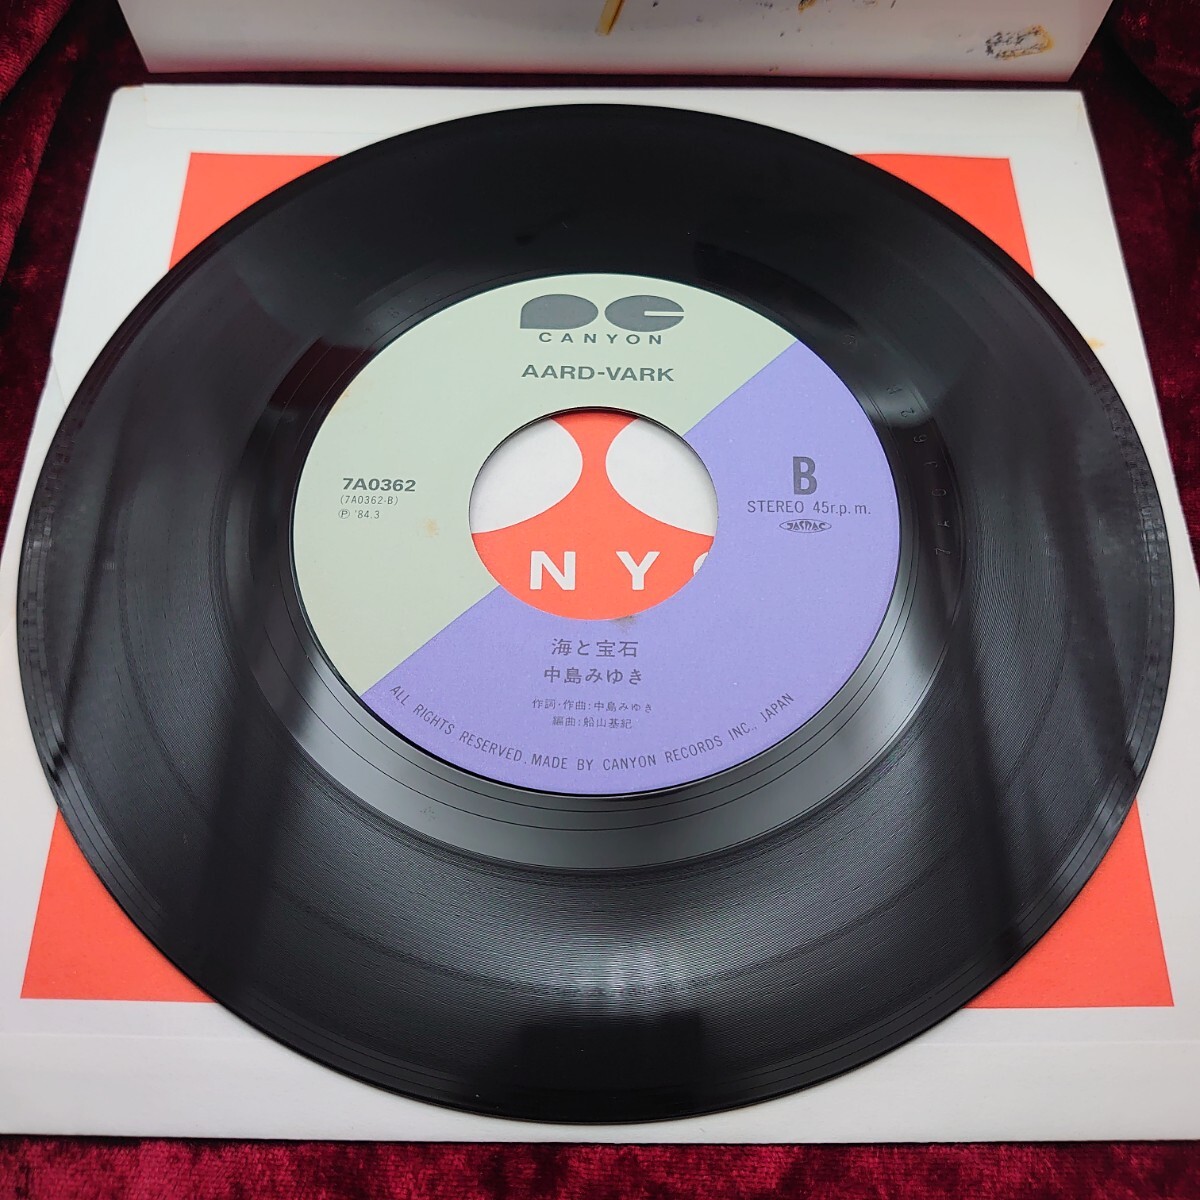 PC
CANYON
AARD-VARK
7A0362
(7A0362-B)
Ⓟ '84.3
B
STEREO 45r.p.m.
JASRAC
N Y
海と宝石
中島みゆき
作詞・作曲:中島みゆき
編曲:船山基紀
ALL RIGHTS RESERVED. MADE BY CANYON RECORDS INC., JAPAN